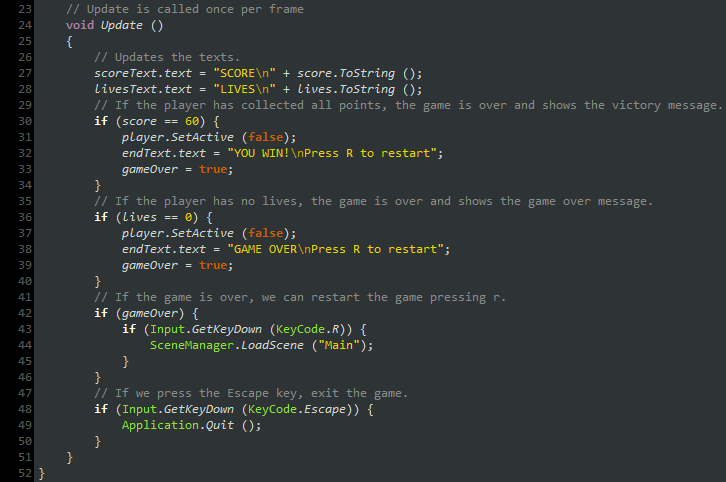 23 // Update is called once per frame
24 void Update ()
25 {
26 // Updates the texts.
27 scoreText.text = "SCORE\n" + score.ToString ();
28 livesText.text = "LIVES\n" + lives.ToString ();
29 // If the player has collected all points, the game is over and shows the victory message.
30 if (score == 60) {
31 player.SetActive (false);
32 endText.text = "YOU WIN!\nPress R to restart";
33 gameOver = true;
34 }
35 // If the player has no lives, the game is over and shows the game over message.
36 if (lives == 0) {
37 player.SetActive (false);
38 endText.text = "GAME OVER\nPress R to restart";
39 gameOver = true;
40 }
41 // If the game is over, we can restart the game pressing r.
42 if (gameOver) {
43 if (Input.GetKeyDown (KeyCode.R)) {
44 SceneManager.LoadScene ("Main");
45 }
46 }
47 // If we press the Escape key, exit the game.
48 if (Input.GetKeyDown (KeyCode.Escape)) {
49 Application.Quit ();
50 }
51 }
52 }